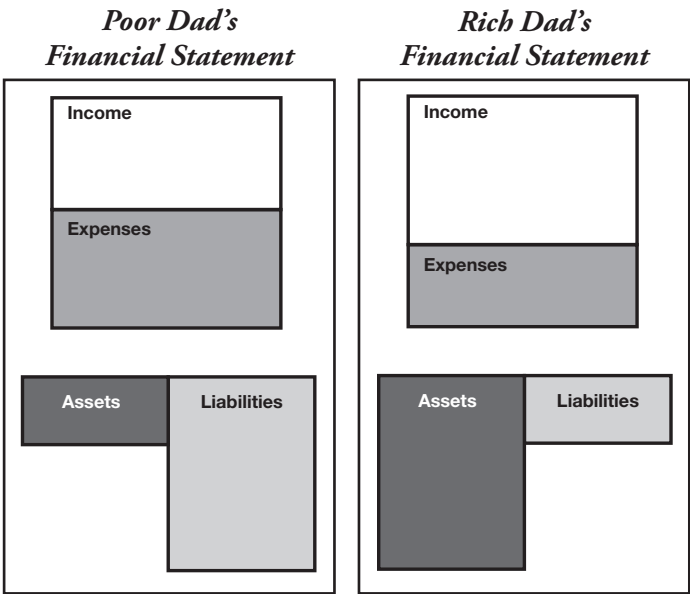 Poor Dad’s
Financial Statement
Income
Expenses
Assets
Liabilities
Rich Dad’s
Financial Statement
Income
Expenses
Assets
Liabilities